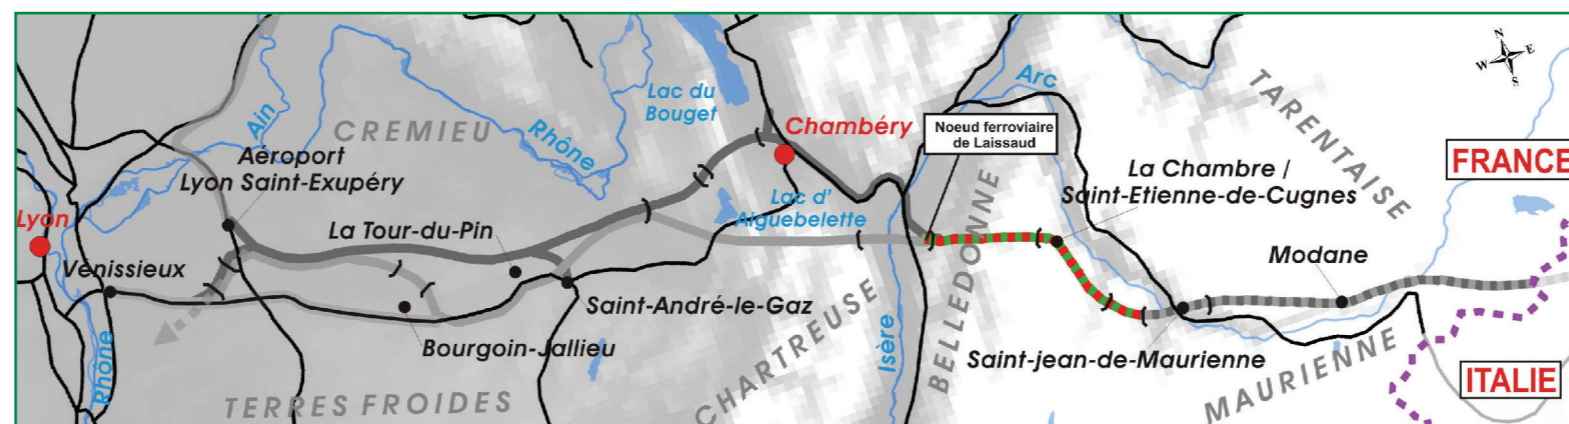 N
W E
S
Arc
Lac du
Bouget
TARENTAISE
Ain
CREMIEU
Rhône
Chambéry
Noeud ferroviaire
de Laissaud
Aéroport
Lyon Saint-Exupéry
La Chambre /
Saint-Etienne-de-Cugnes
FRANCE
Lac d'
Aiguebelette
Lyon
La Tour-du-Pin
BELLEDONNE
Modane
Vénissieux
Saint-André-le-Gaz
Bourgoin-Jallieu
CHARTREUSE
Isère
Saint-jean-de-Maurienne
Rhône
MAURIENNE
ITALIE
TERRES FROIDES